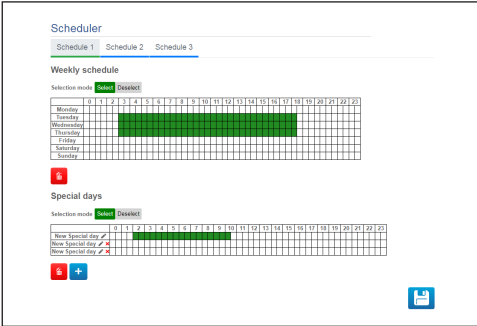 Scheduler
Schedule 1 Schedule 2 Schedule 3
Weekly schedule
Selection mode Select Deselect
0 1 2 3 4 5 6 7 8 9 10 11 12 13 14 15 16 17 18 19 20 21 22 23
Monday
Tuesday
Wednesday
Thursday
Friday
Saturday
Sunday
Special days
Selection mode Select Deselect
0 1 2 3 4 5 6 7 8 9 10 11 12 13 14 15 16 17 18 19 20 21 22 23
New Special day
New Special day
New Special day